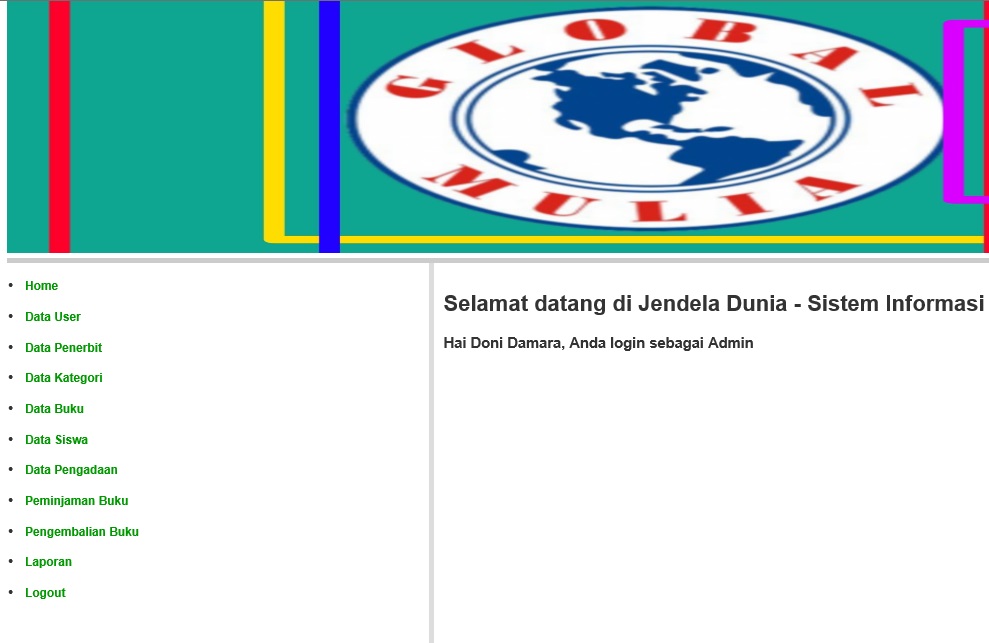 GLOBAL
MULIA
Home
Data User
Data Penerbit
Data Kategori
Data Buku
Data Siswa
Data Pengadaan
Peminjaman Buku
Pengembalian Buku
Laporan
Logout
Selamat datang di Jendela Dunia - Sistem Informasi
Hai Doni Damara, Anda login sebagai Admin